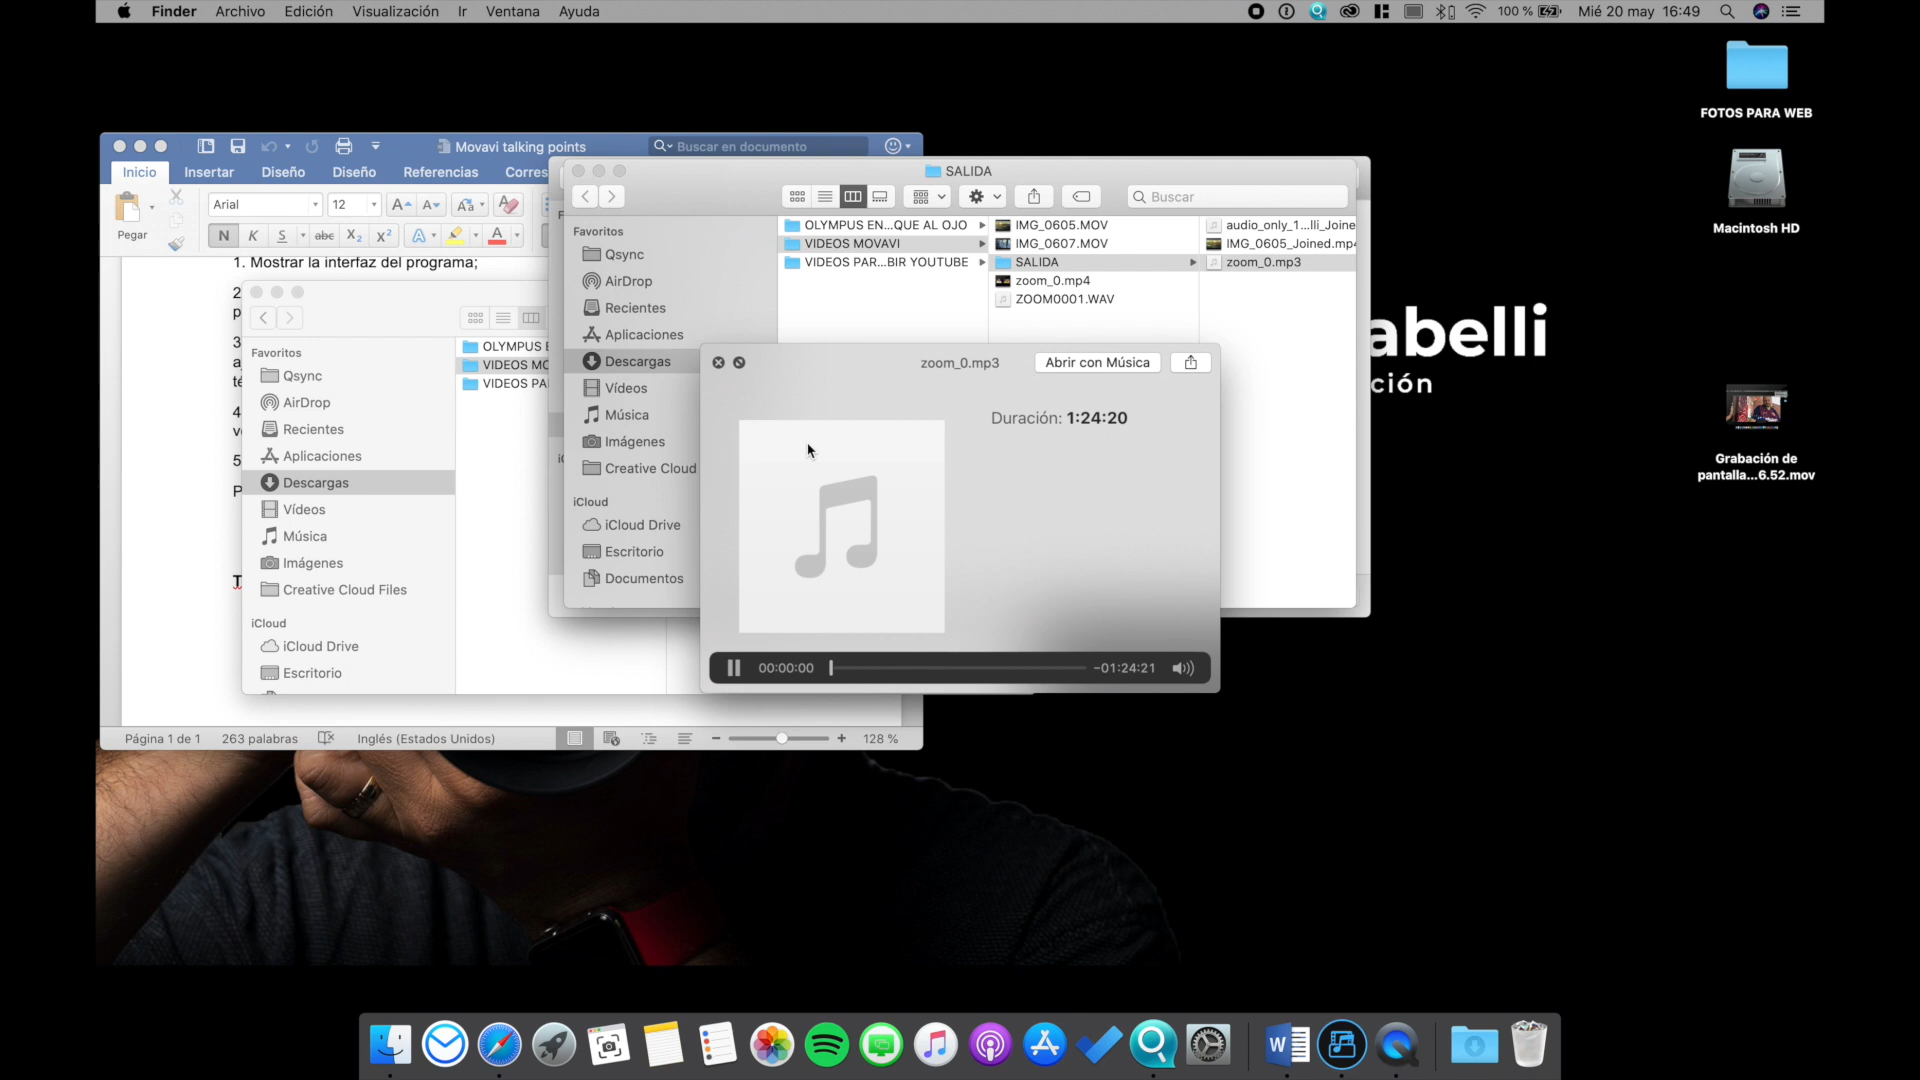 Finder Archivo Edición Visualización Ir Ventana Ayuda
100 % Mié 20 may 16:49
FOTOS PARA WEB
Macintosh HD
Grabación de
pantalla...6.52.mov
abelli
ción
Movavi talking points
Buscar en documento
Inicio Insertar Diseño Diseño Referencias Corres
Pegar
Arial 12
N K S abc X2 X2 A A
1. Mostrar la interfaz del programa;
2
p
3
a
té
4
v
5
P
T
Favoritos
Qsync
AirDrop
Recientes
Aplicaciones
Descargas
Vídeos
Música
Imágenes
Creative Cloud Files
iCloud
iCloud Drive
Escritorio
OLYMPUS E
VIDEOS MO
VIDEOS PA
Página 1 de 1 263 palabras Inglés (Estados Unidos) 128 %
SALIDA
Buscar
Favoritos
Qsync
AirDrop
Recientes
Aplicaciones
Descargas
Vídeos
Música
Imágenes
Creative Cloud
iCloud
iCloud Drive
Escritorio
Documentos
OLYMPUS EN...QUE AL OJO
VIDEOS MOVAVI
VIDEOS PAR...BIR YOUTUBE
IMG_0605.MOV
IMG_0607.MOV
SALIDA
zoom_0.mp4
ZOOM0001.WAV
audio_only_1...lli_Joine
IMG_0605_Joined.mp4
zoom_0.mp3
zoom_0.mp3 Abrir con Música
Duración: 1:24:20
00:00:00 -01:24:21
W